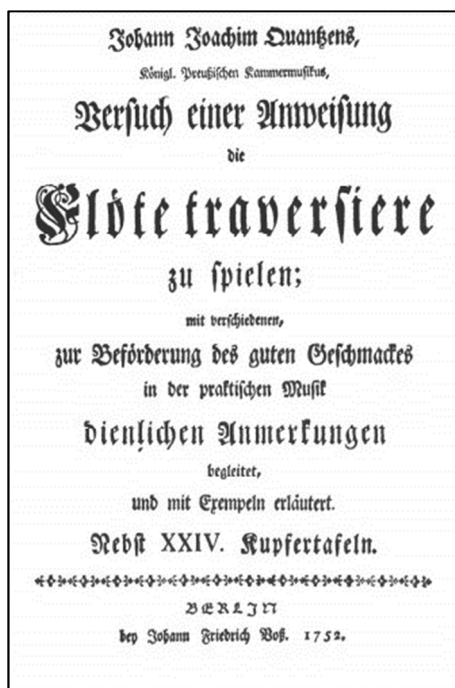 Johann Joachim Quantzens,
Königl. Preußischen Kammermusikus,
Versuch einer Anweisung
die
Flöte traversiere
zu spielen;
mit verschiedenen,
zur Beförderung des guten Geschmackes
in der praktischen Musik
dienlichen Anmerkungen
begleitet,
und mit Exempeln erläutert.
Nebst XXIV. Kupfertafeln.
BERLIN
bey Johann Friedrich Voß. 1752.